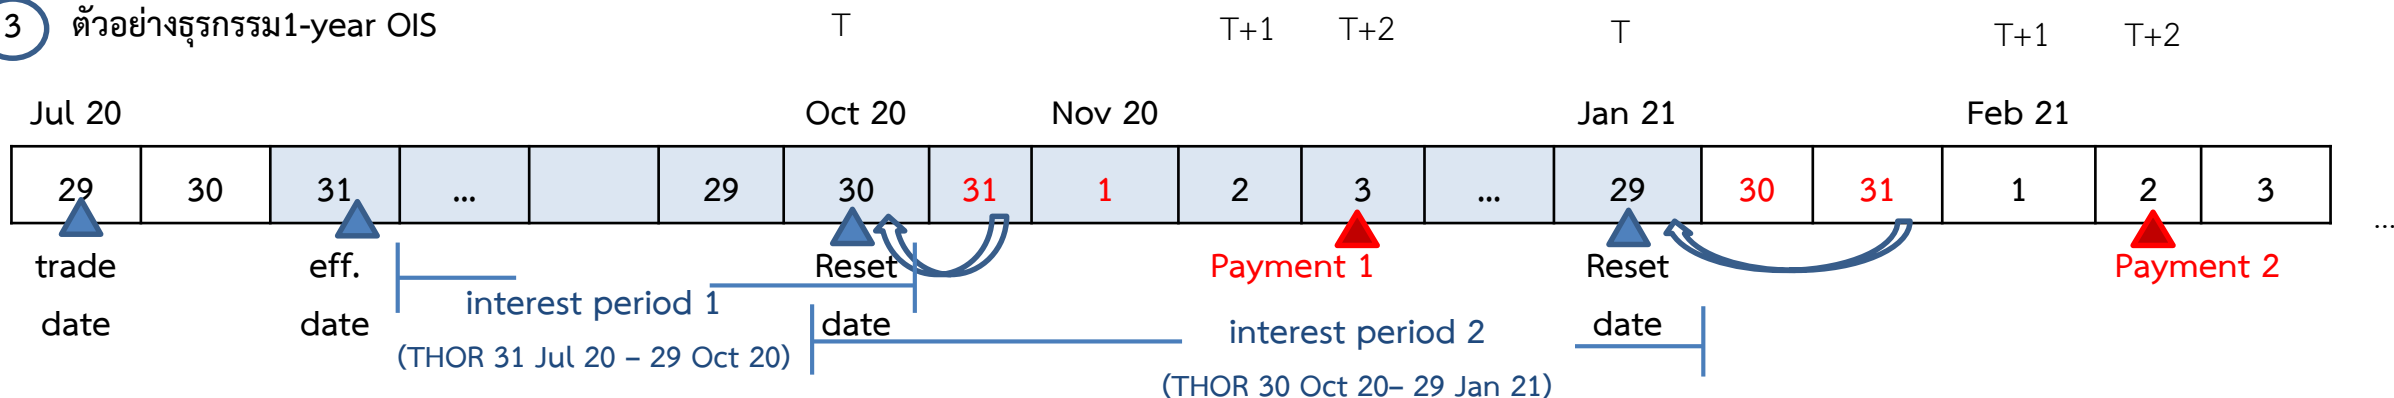 3 ตัวอย่างธุรกรรม1-year OIS T T+1 T+2 T T+1 T+2
Jul 20 Oct 20 Nov 20 Jan 21 Feb 21
29 30 31 ... 29 30 31 1 2 3 ... 29 30 31 1 2 3
...
trade eff. Reset Payment 1 Reset Payment 2
interest period 1
date date date interest period 2 date
(THOR 31 Jul 20 – 29 Oct 20)
(THOR 30 Oct 20– 29 Jan 21)